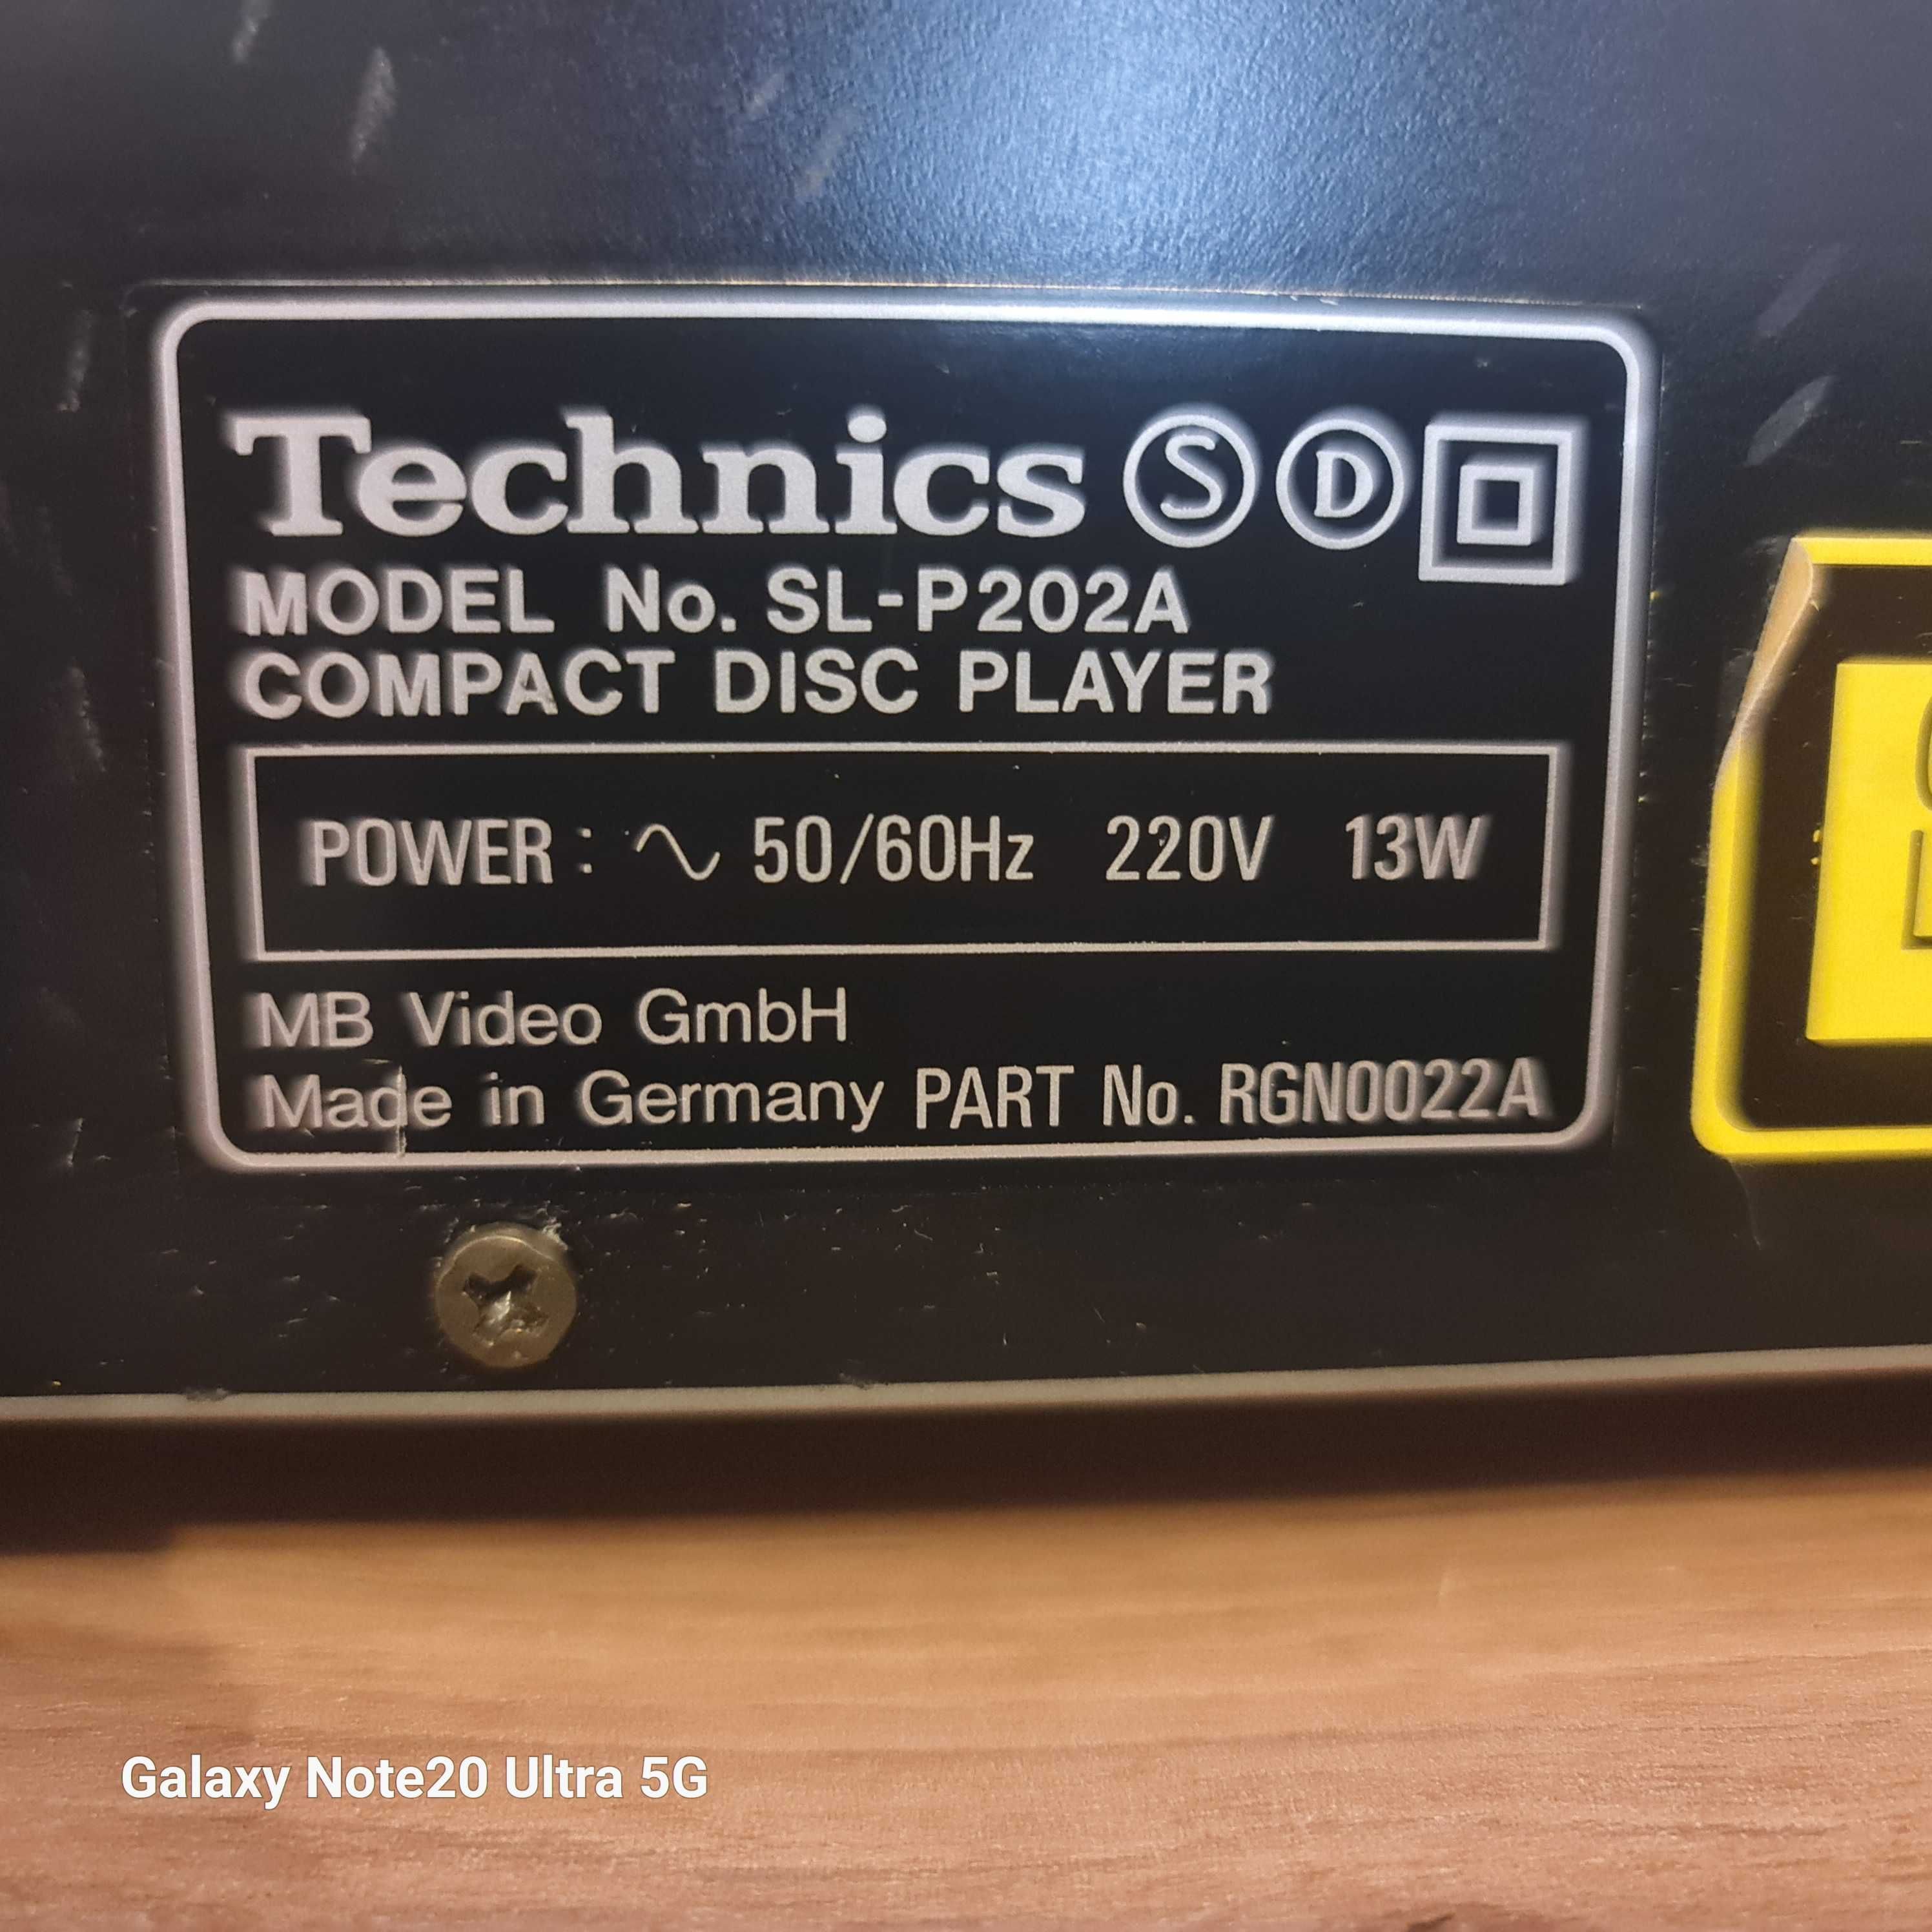 Technics S D
MODEL No. SL-P202A
COMPACT DISC PLAYER
POWER : ∿ 50/60Hz 220V 13W
MB Video GmbH
Made in Germany PART No. RGN0022A
Galaxy Note20 Ultra 5G